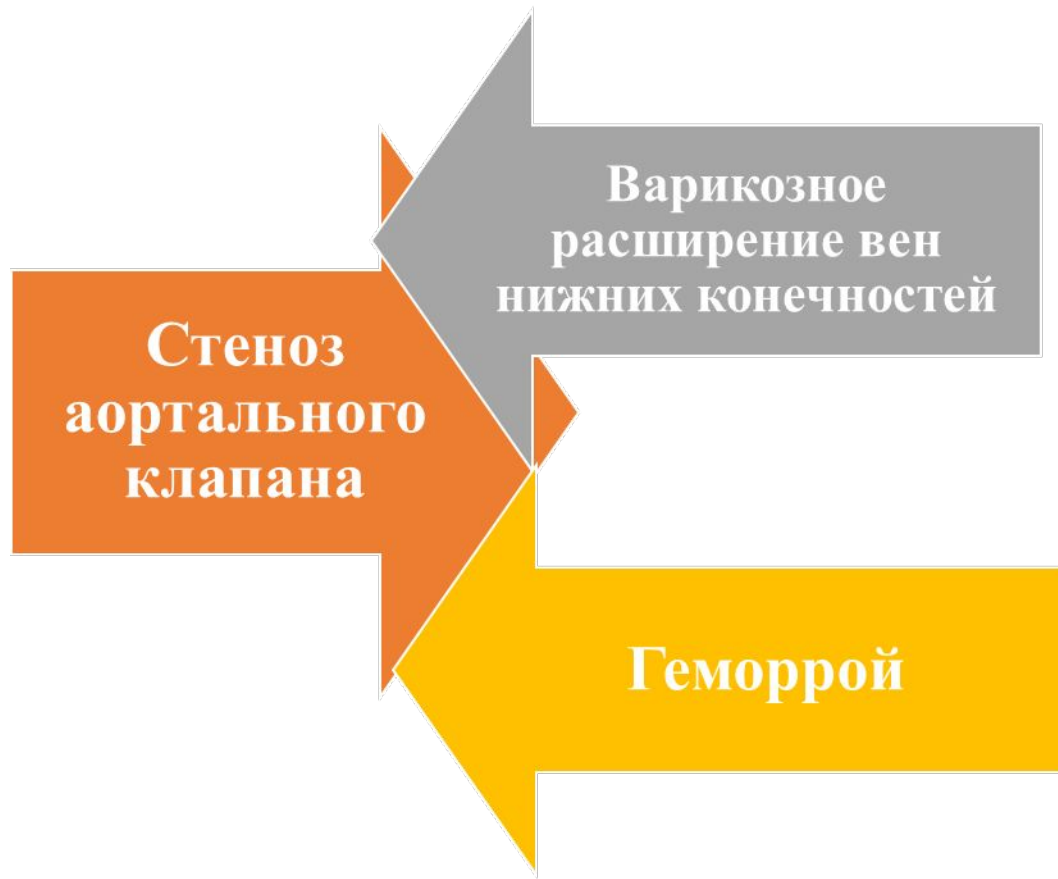 Варикозное
расширение вен
нижних конечностей
Стеноз
аортального
клапана
Геморрой